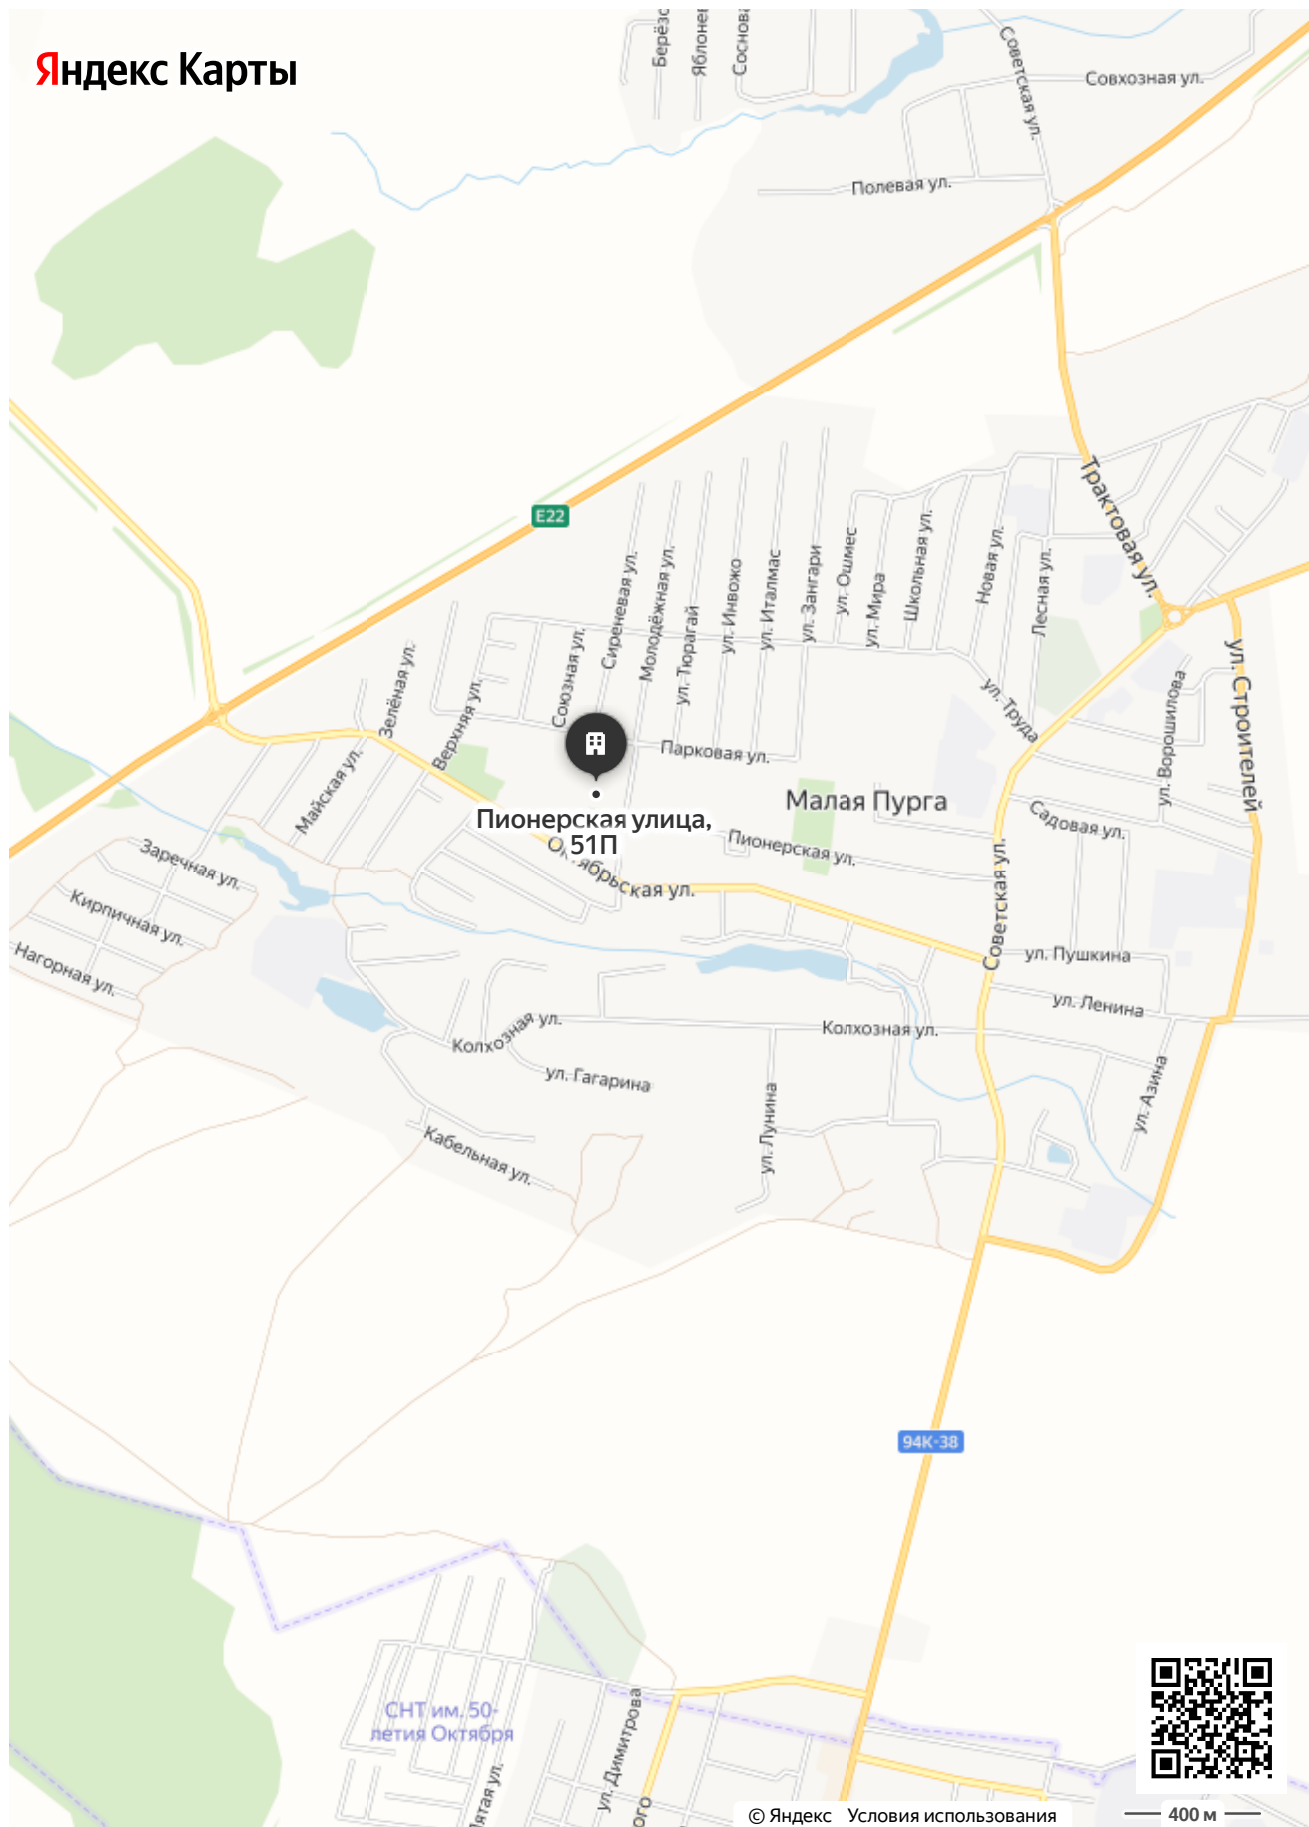 Яндекс Карты
Яблонев
Советская ул.
Совхозная ул.
Полевая ул.
Трактовая ул.
E22
Сиреневая ул.
Молодёжная ул.
ул. Тюрагай
ул. Инвожо
ул. Италмас
ул. Зангари
ул. Ошмес
ул. Мира
Школьная ул.
Новая ул.
Лесная ул.
Союзная ул.
Зелёная ул.
Верхняя ул.
Майская ул.
ул. Труда
ул. Ворошилова
ул. Строителей
Парковая ул.
Малая Пурга
Пионерская улица,
51П
Садовая ул.
Пионерская ул.
Октябрьская ул.
Заречная ул.
Кирпичная ул.
Нагорная ул.
Советская ул.
ул. Пушкина
ул. Ленина
Колхозная ул.
Колхозная ул.
ул. Гагарина
ул. Лунина
ул. Азина
Кабельная ул.
94К-38
СНТ им. 50-
летия Октября
ул. Димитрова
ого
© Яндекс Условия использования
400 м